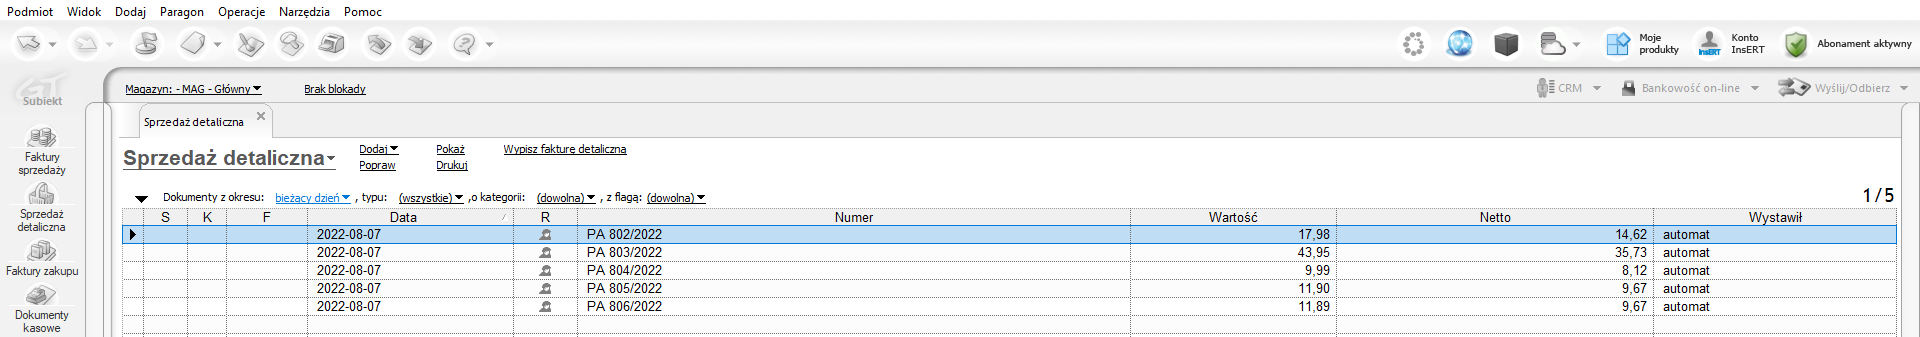 Podmiot Widok Dodaj Paragon Operacje Narzędzia Pomoc
Moje produkty
Konto InsERT
Abonament aktywny
InsERT
GT
Subiekt
Magazyn: - MAG - Główny Brak blokady CRM Bankowość on-line Wyślij/Odbierz
Sprzedaż detaliczna
Sprzedaż detaliczna
Dodaj Pokaż Wypisz fakturę detaliczną
Popraw Drukuj
Dokumenty z okresu: bieżący dzień , typu: (wszystkie) ,o kategorii: (dowolna) , z flagą: (dowolna) 1/5
S K F Data R Numer Wartość Netto Wystawił
2022-08-07 PA 802/2022 17,98 14,62 automat
2022-08-07 PA 803/2022 43,95 35,73 automat
2022-08-07 PA 804/2022 9,99 8,12 automat
2022-08-07 PA 805/2022 11,90 9,67 automat
2022-08-07 PA 806/2022 11,89 9,67 automat
Faktury
sprzedaży
Sprzedaż
detaliczna
Faktury zakupu
Dokumenty
kasowe